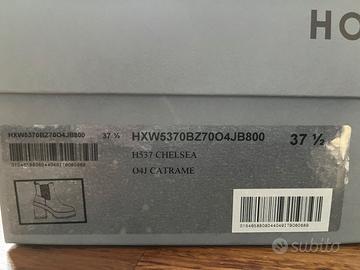 HO
HXW5370BZ70O4JB800 37 ½
HXW5370BZ70O4JB800 37 ½
H537 CHELSEA
O4J CATRAME
subito